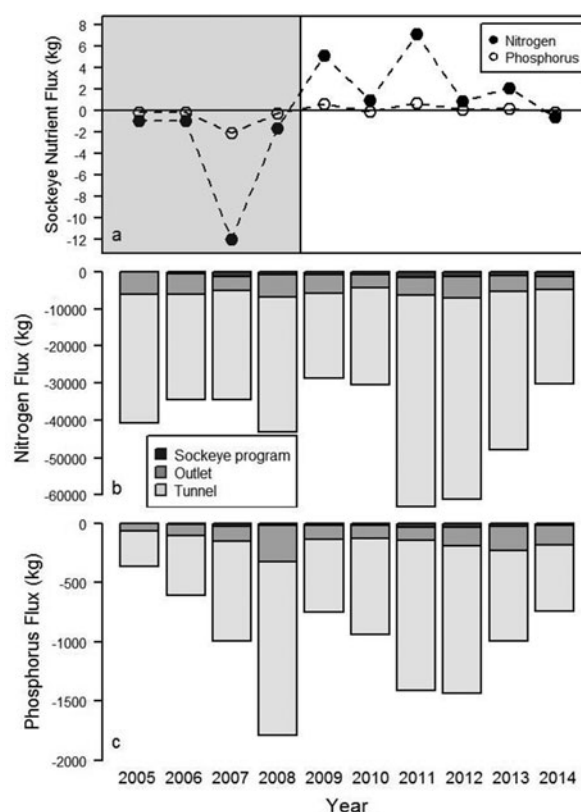 Sockeye Nutrient Flux (kg)
8
6
4
2
0
-2
-4
-6
-8
-10
-12
Nitrogen
Phosphorus
a
Nitrogen Flux (kg)
0
-10000
-20000
-30000
-40000
-50000
-60000
Sockeye program
Outlet
Tunnel
b
Phosphorus Flux (kg)
0
-500
-1000
-1500
-2000
c
2005 2006 2007 2008 2009 2010 2011 2012 2013 2014
Year